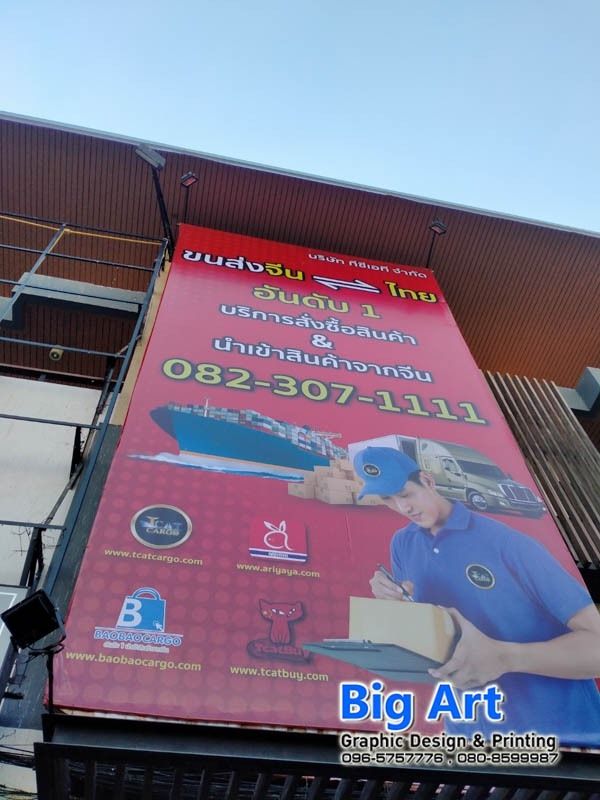 บริษัท ทีซีเอที จำกัด
ขนส่งจีน ไทย
อันดับ 1
บริการสั่งซื้อสินค้า
&
นำเข้าสินค้าจากจีน
082-307-1111
TCAT
CARGO
www.tcatcargo.com
www.ariyaya.com
B
BAOBAOCARGO
www.baobaocargo.com
TcatBuy
www.tcatbuy.com
Big Art
Graphic Design & Printing
096-5757776 , 080-8599987